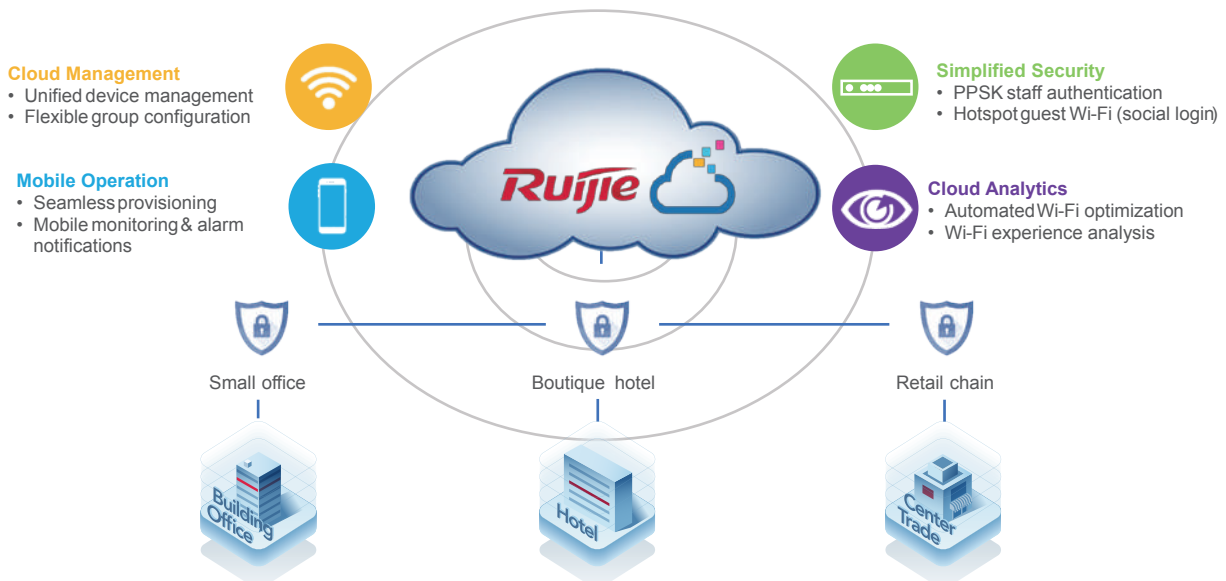 Cloud Management
• Unified device management
• Flexible group configuration
Mobile Operation
• Seamless provisioning
• Mobile monitoring & alarm
notifications
Ruijie
Simplified Security
• PPSK staff authentication
• Hotspot guest Wi-Fi (social login)
Cloud Analytics
• Automated Wi-Fi optimization
• Wi-Fi experience analysis
Small office
Boutique hotel
Retail chain
Building
Office
Hotel
Center
Trade